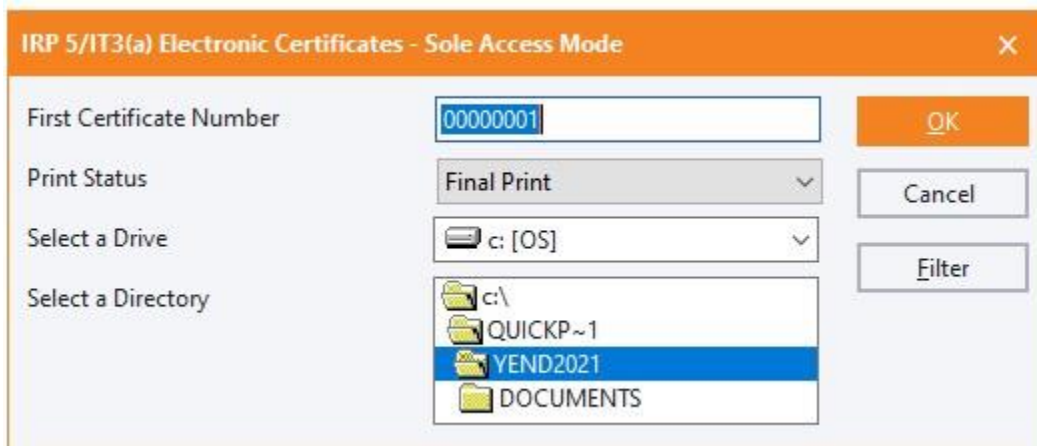 IRP 5/IT3(a) Electronic Certificates - Sole Access Mode
First Certificate Number 00000001 OK
Print Status Final Print Cancel
Select a Drive c: [OS] Filter
Select a Directory c:\
QUICKP~1
YEND2021
DOCUMENTS